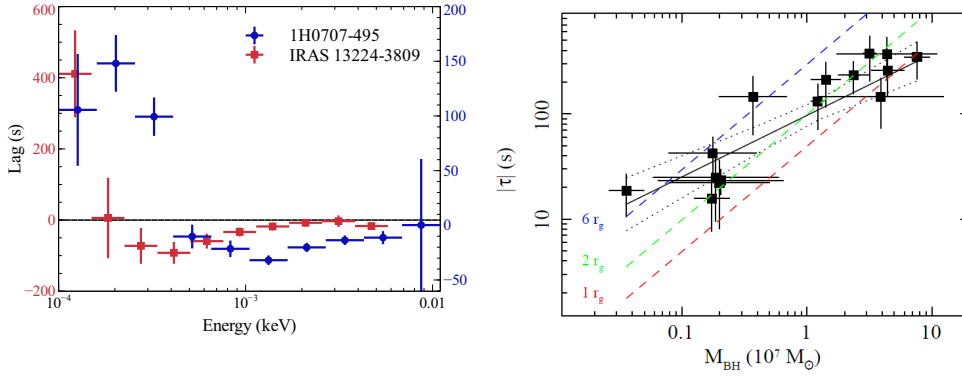 600
400
200
0
−200
Lag (s)
200
150
100
50
0
−50
1H0707-495
IRAS 13224-3809
10⁻⁴
10⁻³
0.01
Energy (keV)
|τ| (s)
100
10
6 r_g
2 r_g
1 r_g
0.1
1
10
M_BH (10⁷ M_⊙)